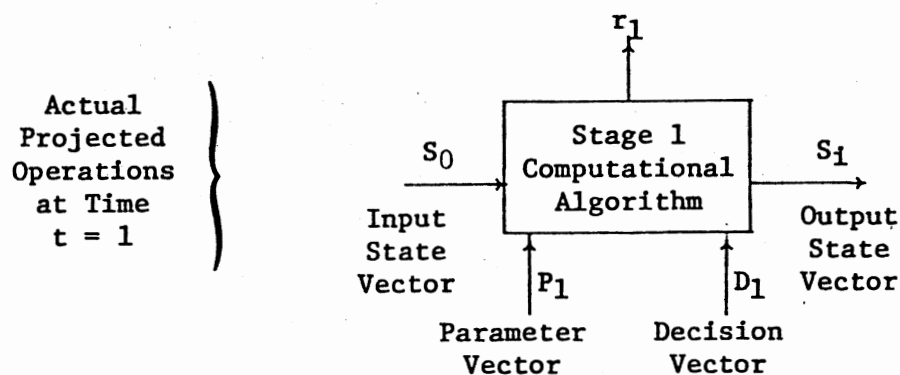 r1
Actual
Projected
Operations
at Time
t = 1
Stage 1
Computational
Algorithm
S0
Si
Input
State
Vector
Output
State
Vector
P1
D1
Parameter
Vector
Decision
Vector